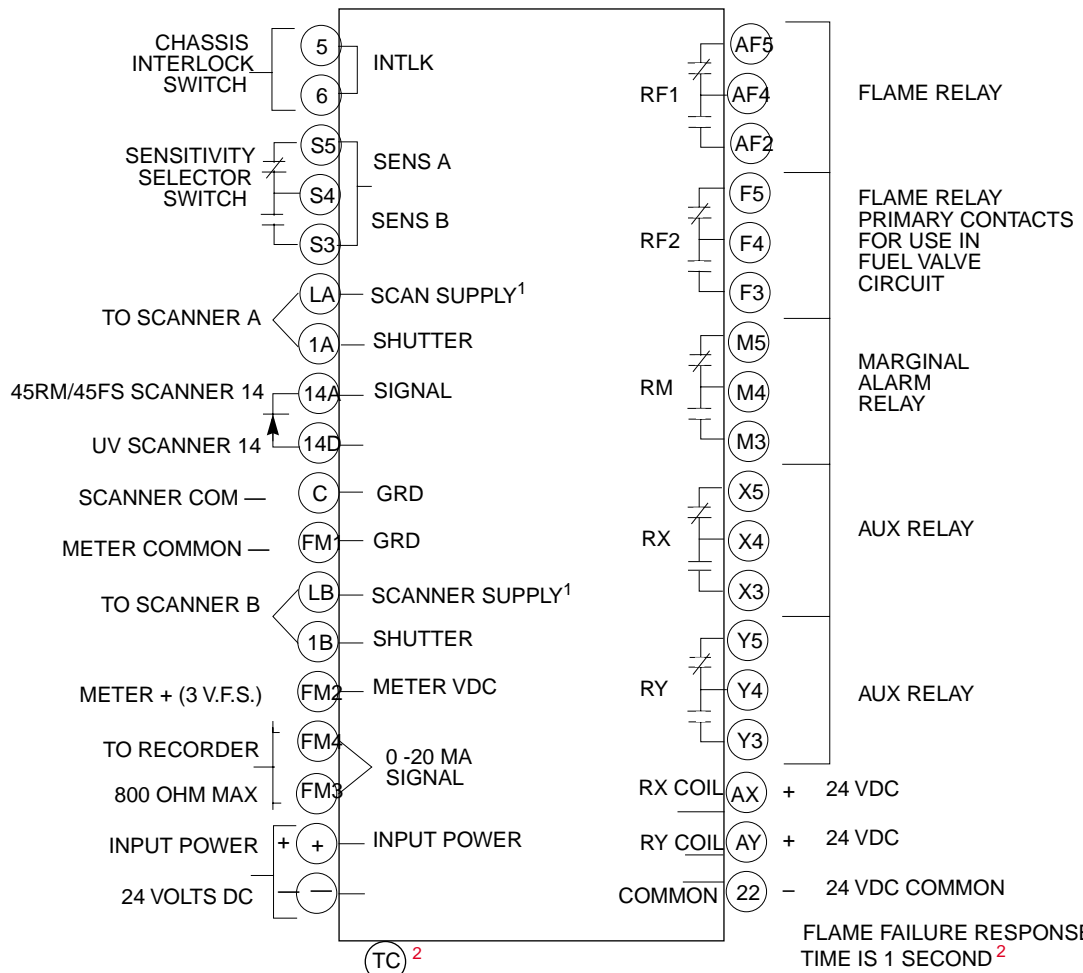 CHASSIS
INTERLOCK
SWITCH
5
6
INTLK
SENSITIVITY
SELECTOR
SWITCH
S5
S4
S3
SENS A
SENS B
TO SCANNER A
LA
SCAN SUPPLY1
1A
SHUTTER
45RM/45FS SCANNER 14
14A
SIGNAL
UV SCANNER 14
14D
SCANNER COM —
C
GRD
METER COMMON —
FM1
GRD
TO SCANNER B
LB
SCANNER SUPPLY1
1B
SHUTTER
METER + (3 V.F.S.)
FM2
METER VDC
TO RECORDER
FM4
800 OHM MAX
FM3
0 -20 MA
SIGNAL
INPUT POWER
+
+
INPUT POWER
24 VOLTS DC
—
—
TC 2
RF1
AF5
AF4
AF2
FLAME RELAY
RF2
F5
F4
F3
FLAME RELAY
PRIMARY CONTACTS
FOR USE IN
FUEL VALVE
CIRCUIT
RM
M5
M4
M3
MARGINAL
ALARM
RELAY
RX
X5
X4
X3
AUX RELAY
RY
Y5
Y4
Y3
AUX RELAY
RX COIL AX + 24 VDC
RY COIL AY + 24 VDC
COMMON 22 – 24 VDC COMMON
FLAME FAILURE RESPONSE
TIME IS 1 SECOND 2